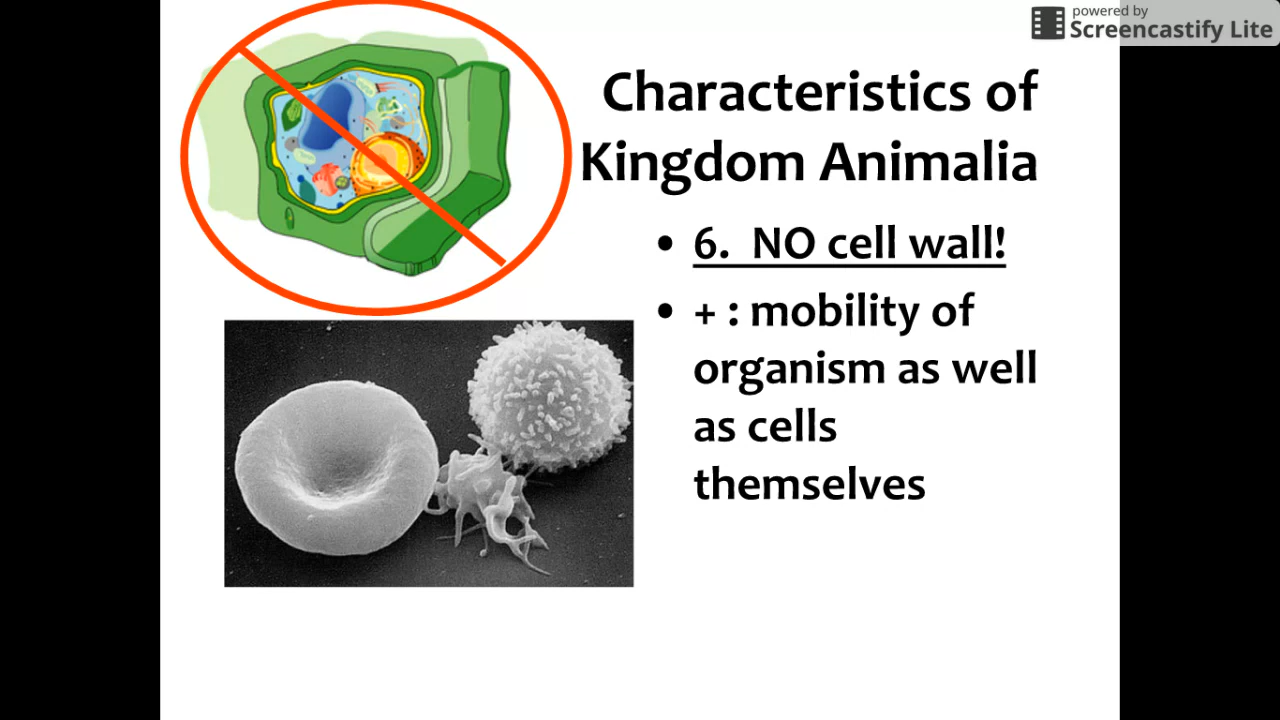 powered by
Screencastify Lite
Characteristics of
Kingdom Animalia
• 6. NO cell wall!
• + : mobility of
organism as well
as cells
themselves